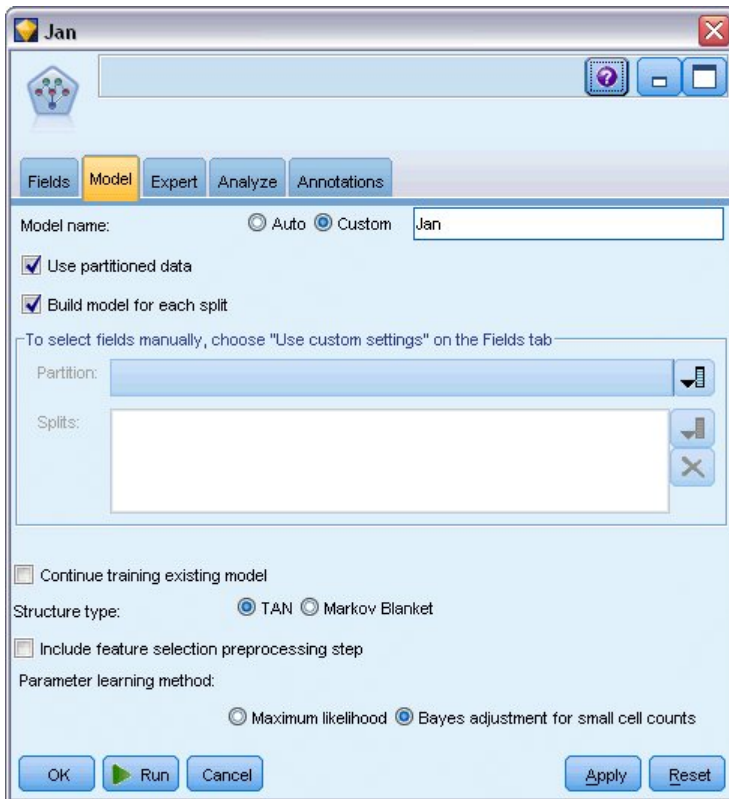 Jan
Fields Model Expert Analyze Annotations
Model name: Auto Custom Jan
Use partitioned data
Build model for each split
To select fields manually, choose "Use custom settings" on the Fields tab
Partition:
Splits:
Continue training existing model
Structure type: TAN Markov Blanket
Include feature selection preprocessing step
Parameter learning method:
Maximum likelihood Bayes adjustment for small cell counts
OK Run Cancel Apply Reset